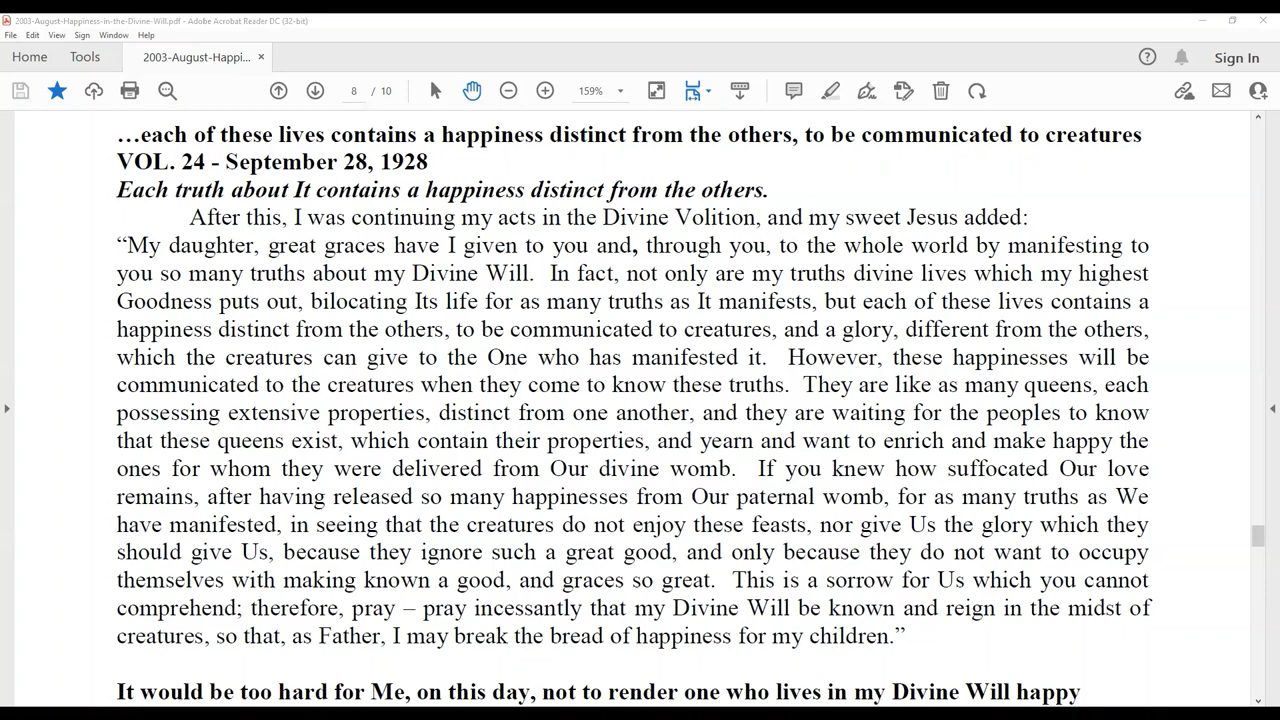 2003-August-Happiness-in-the-Divine-Will.pdf - Adobe Acrobat Reader DC (32-bit)
File Edit View Sign Window Help
Home Tools 2003-August-Happi... × Sign In
8 / 10 159%
…each of these lives contains a happiness distinct from the others, to be communicated to creatures
VOL. 24 - September 28, 1928
Each truth about It contains a happiness distinct from the others.
After this, I was continuing my acts in the Divine Volition, and my sweet Jesus added:
“My daughter, great graces have I given to you and, through you, to the whole world by manifesting to
you so many truths about my Divine Will. In fact, not only are my truths divine lives which my highest
Goodness puts out, bilocating Its life for as many truths as It manifests, but each of these lives contains a
happiness distinct from the others, to be communicated to creatures, and a glory, different from the others,
which the creatures can give to the One who has manifested it. However, these happinesses will be
communicated to the creatures when they come to know these truths. They are like as many queens, each
possessing extensive properties, distinct from one another, and they are waiting for the peoples to know
that these queens exist, which contain their properties, and yearn and want to enrich and make happy the
ones for whom they were delivered from Our divine womb. If you knew how suffocated Our love
remains, after having released so many happinesses from Our paternal womb, for as many truths as We
have manifested, in seeing that the creatures do not enjoy these feasts, nor give Us the glory which they
should give Us, because they ignore such a great good, and only because they do not want to occupy
themselves with making known a good, and graces so great. This is a sorrow for Us which you cannot
comprehend; therefore, pray – pray incessantly that my Divine Will be known and reign in the midst of
creatures, so that, as Father, I may break the bread of happiness for my children.”
It would be too hard for Me, on this day, not to render one who lives in my Divine Will happy